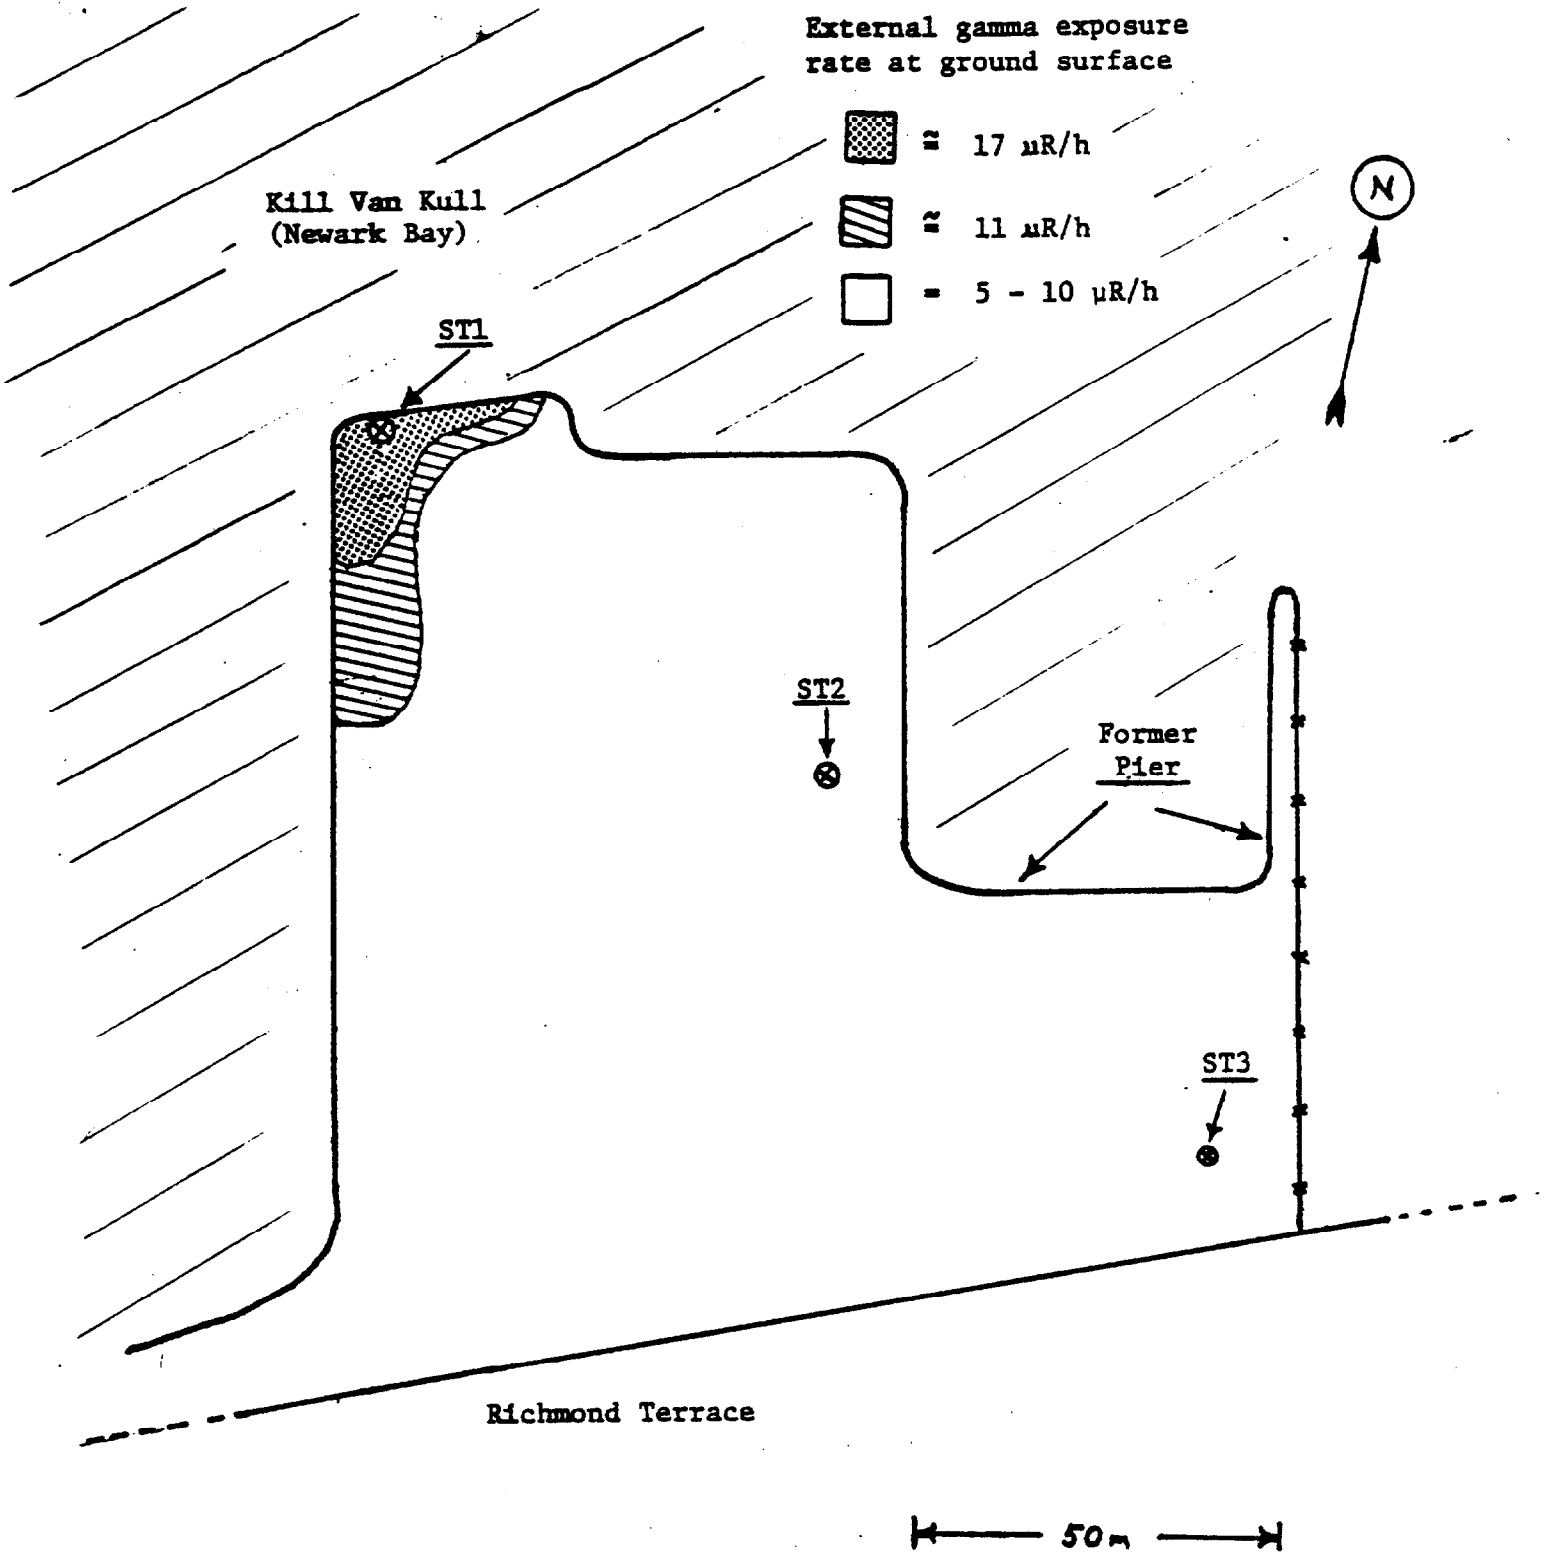 External gamma exposure
rate at ground surface
≅ 17 µR/h
≅ 11 µR/h
= 5 - 10 µR/h
N
Kill Van Kull
(Newark Bay)
ST1
ST2
Former
Pier
ST3
Richmond Terrace
50m